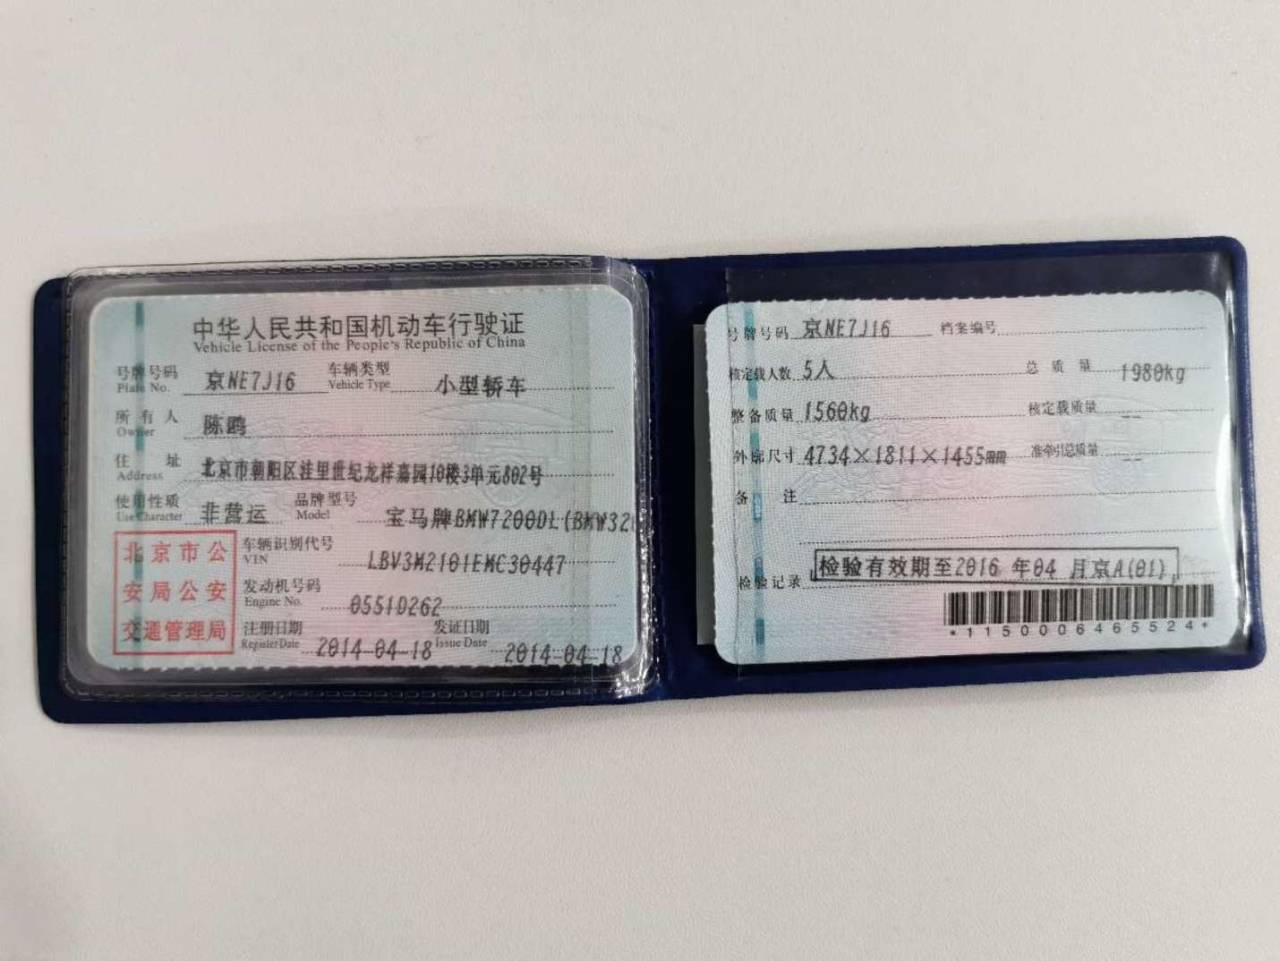 中华人民共和国机动车行驶证
Vehicle License of the People's Republic of China
号牌号码 京NE7J16 车辆类型 小型轿车
Plate No. Vehicle Type
所有人 陈鹏
Owner
住址 北京市朝阳区洼里世纪龙祥嘉园10楼3单元802号
Address
使用性质 非营运 品牌型号 宝马牌BMW7200DL(BMW320
Use Character Model
北京市公
安局公安
交通管理局
车辆识别代号 LBV3M2101EMC30447
VIN
发动机号码 05510262
Engine No.
注册日期 2014-04-18 发证日期 2014-04-18
Register Date Issue Date
号牌号码 京NE7J16 档案编号
核定载人数 5人 总质量 1980kg
整备质量 1560kg 核定载质量 --
外廓尺寸 4734×1811×1455mm 准牵引总质量 --
备注
检验记录 检验有效期至2016 年04 月京A(01)
*1150006465524*